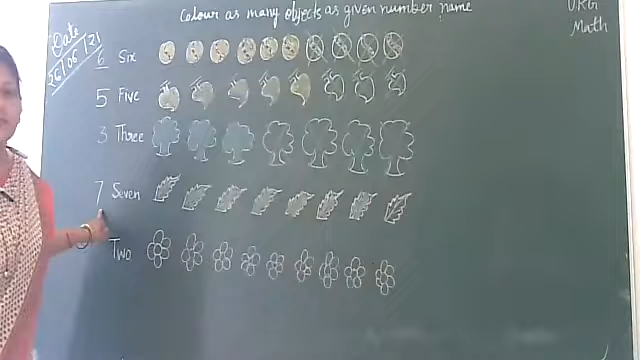 Colour as many objects as given number name
UKG
Math
Date
26/06/21
6 Six
5 Five
3 Three
7 Seven
Two